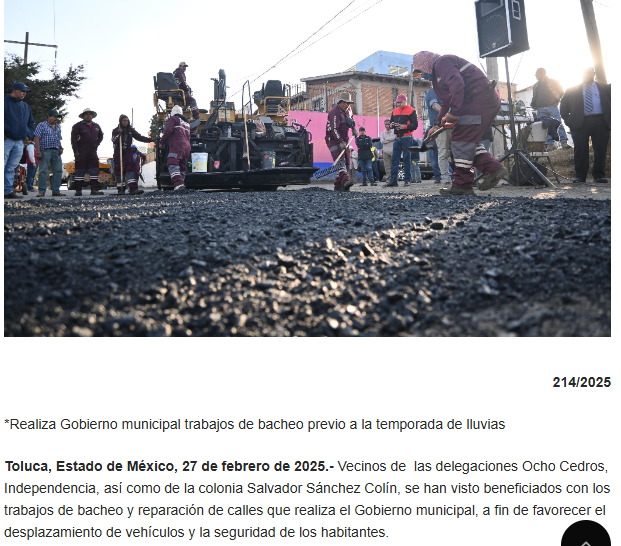 214/2025
*Realiza Gobierno municipal trabajos de bacheo previo a la temporada de lluvias
Toluca, Estado de México, 27 de febrero de 2025.- Vecinos de las delegaciones Ocho Cedros,
Independencia, así como de la colonia Salvador Sánchez Colín, se han visto beneficiados con los
trabajos de bacheo y reparación de calles que realiza el Gobierno municipal, a fin de favorecer el
desplazamiento de vehículos y la seguridad de los habitantes.